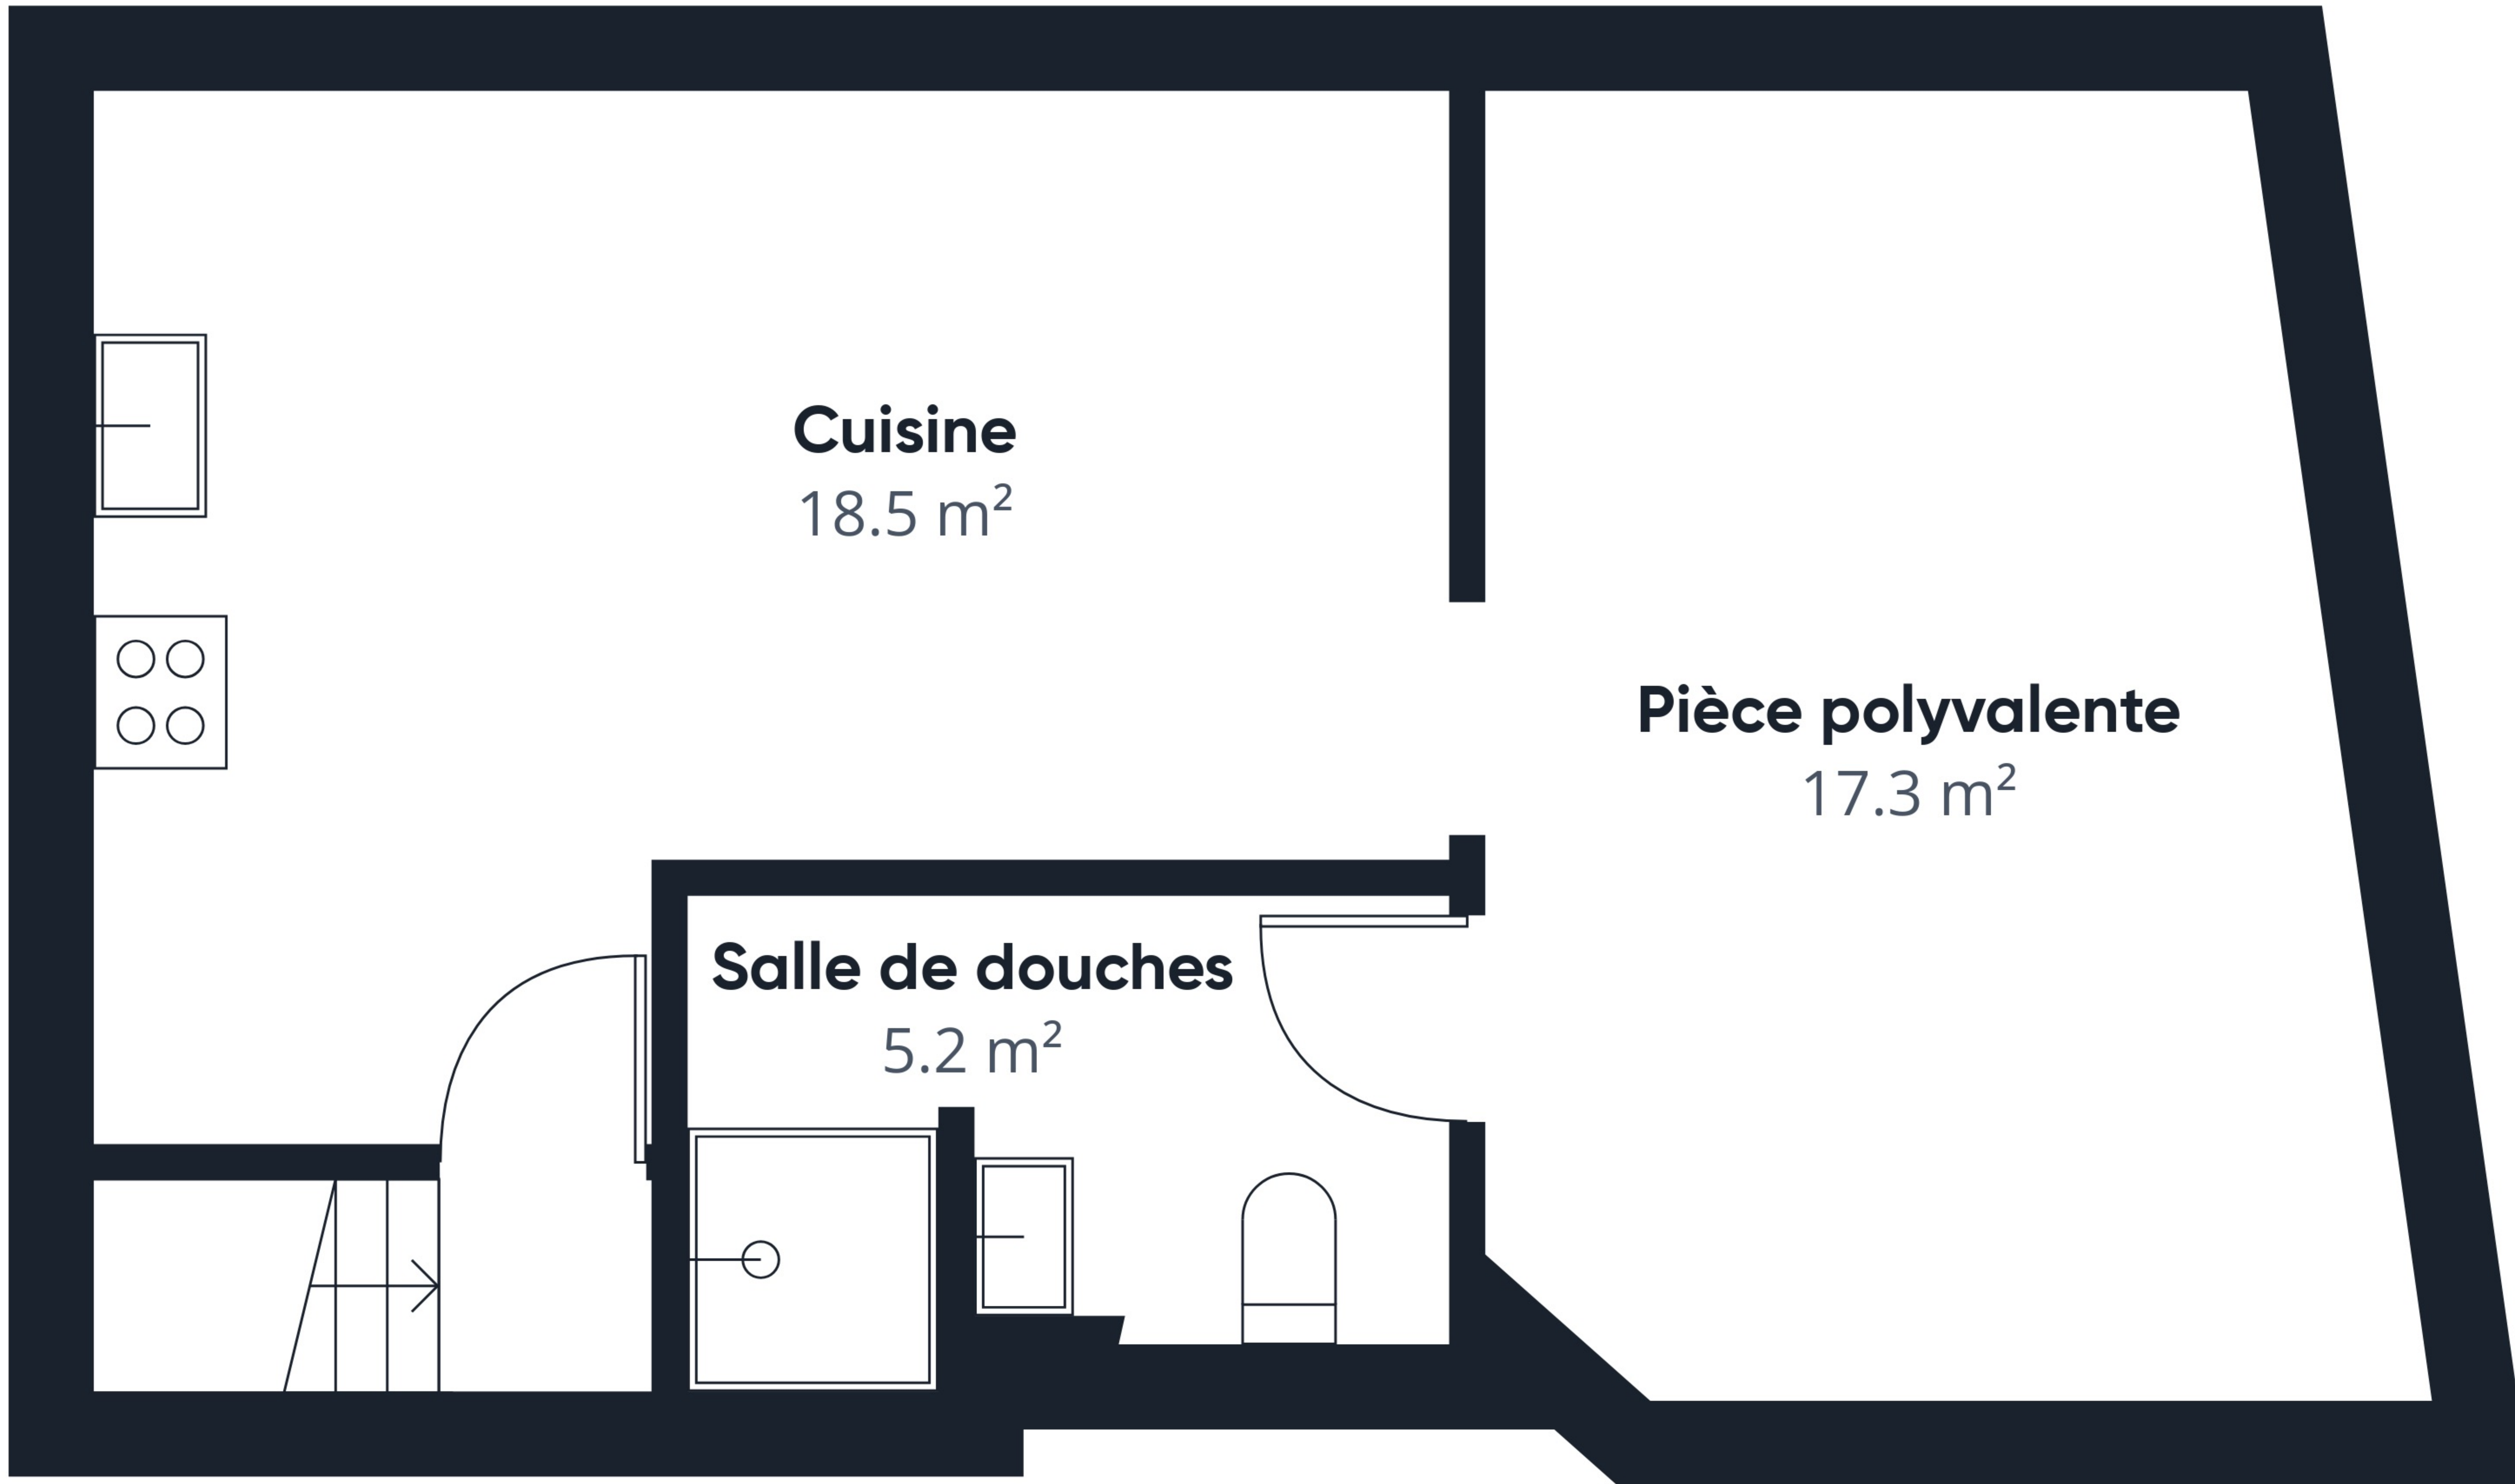 Cuisine
18.5 m²
Pièce polyvalente
17.3 m²
Salle de douches
5.2 m²